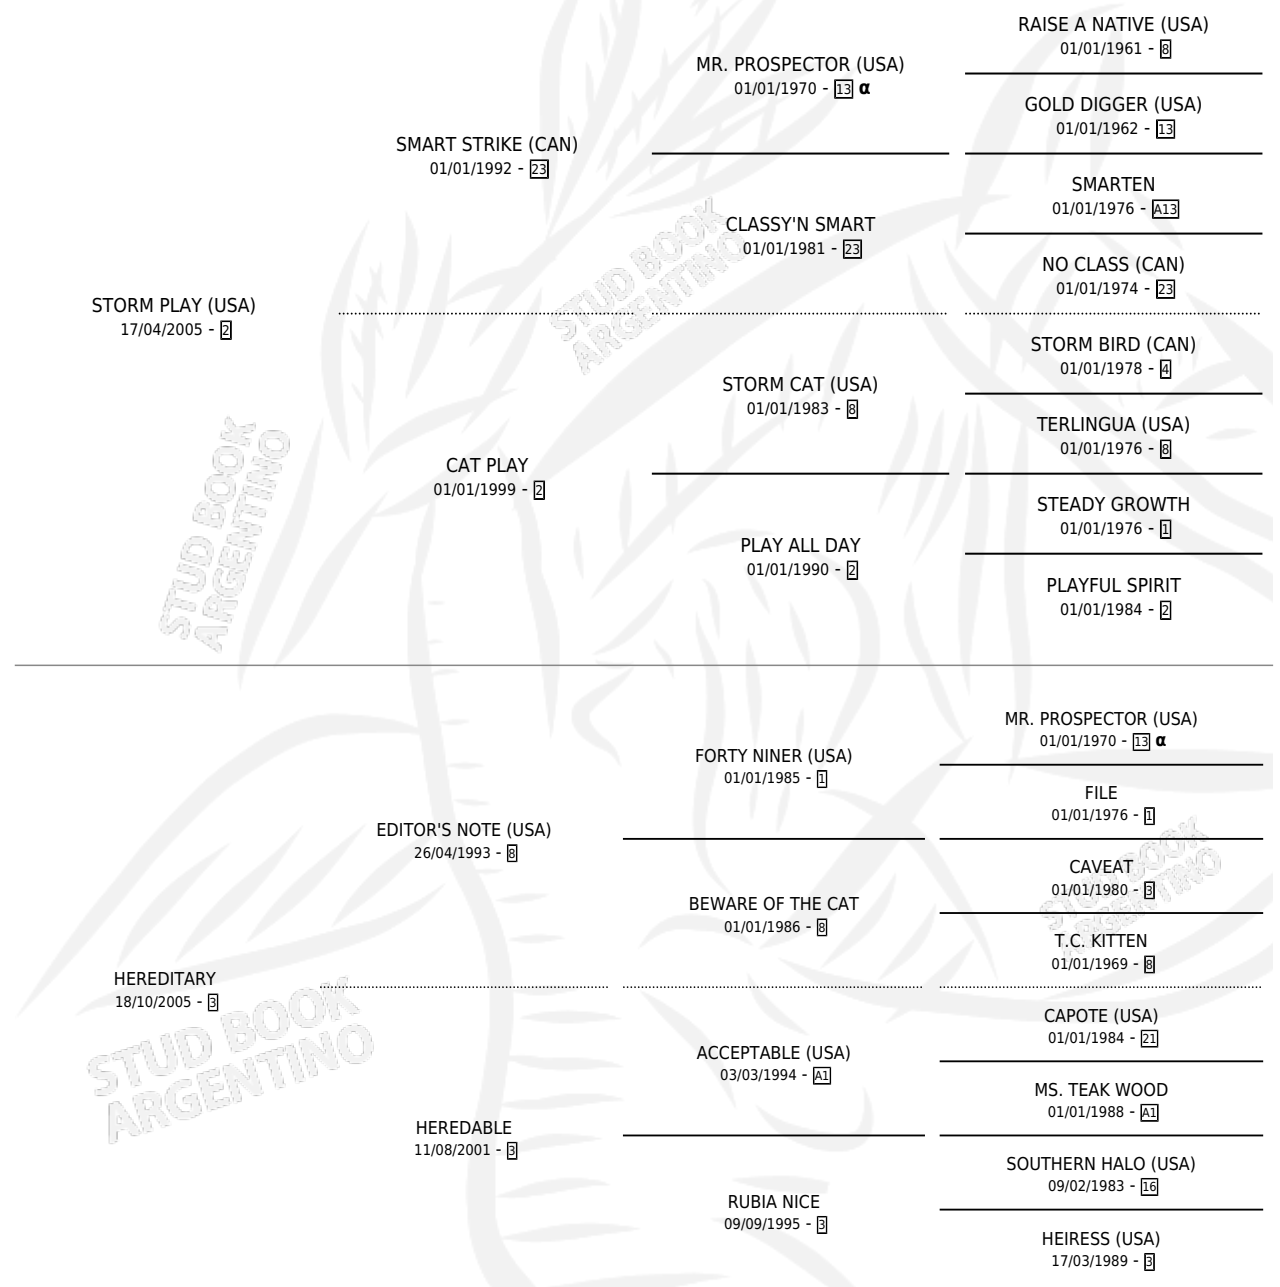 RAISE A NATIVE (USA)
01/01/1961 - 8
MR. PROSPECTOR (USA)
01/01/1970 - 13 α
GOLD DIGGER (USA)
01/01/1962 - 13
SMART STRIKE (CAN)
01/01/1992 - 23
SMARTEN
01/01/1976 - A13
CLASSY'N SMART
01/01/1981 - 23
NO CLASS (CAN)
01/01/1974 - 23
STORM PLAY (USA)
17/04/2005 - 2
STORM BIRD (CAN)
01/01/1978 - 4
STORM CAT (USA)
01/01/1983 - 8
TERLINGUA (USA)
01/01/1976 - 8
CAT PLAY
01/01/1999 - 2
STEADY GROWTH
01/01/1976 - 1
PLAY ALL DAY
01/01/1990 - 2
PLAYFUL SPIRIT
01/01/1984 - 2
MR. PROSPECTOR (USA)
01/01/1970 - 13 α
FORTY NINER (USA)
01/01/1985 - 1
FILE
01/01/1976 - 1
EDITOR'S NOTE (USA)
26/04/1993 - 8
CAVEAT
01/01/1980 - 3
BEWARE OF THE CAT
01/01/1986 - 8
T.C. KITTEN
01/01/1969 - 8
HEREDITARY
18/10/2005 - 3
CAPOTE (USA)
01/01/1984 - 21
ACCEPTABLE (USA)
03/03/1994 - A1
MS. TEAK WOOD
01/01/1988 - A1
HEREDABLE
11/08/2001 - 3
SOUTHERN HALO (USA)
09/02/1983 - 16
RUBIA NICE
09/09/1995 - 3
HEIRESS (USA)
17/03/1989 - 3
STUD BOOK
ARGENTINO
STUD BOOK
ARGENTINO
STUD BOOK
ARGENTINO
STUD BOOK
ARGENTINO